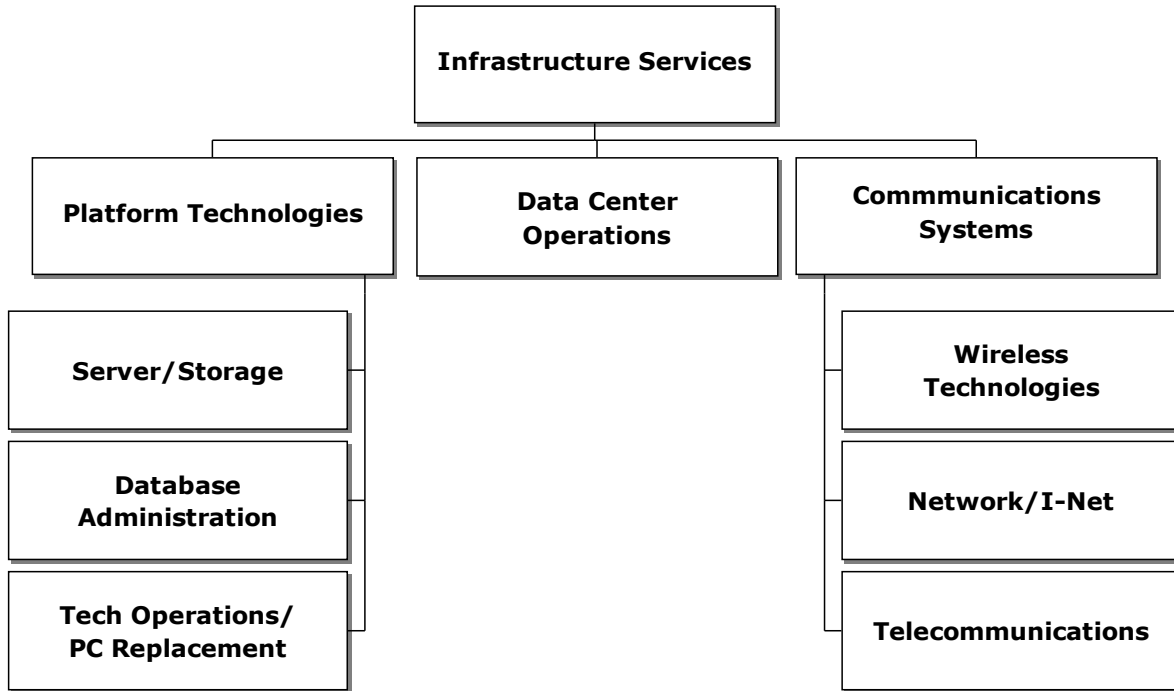 Infrastructure Services
Platform Technologies
Data Center
Operations
Commmunications
Systems
Server/Storage
Database
Administration
Tech Operations/
PC Replacement
Wireless
Technologies
Network/I-Net
Telecommunications